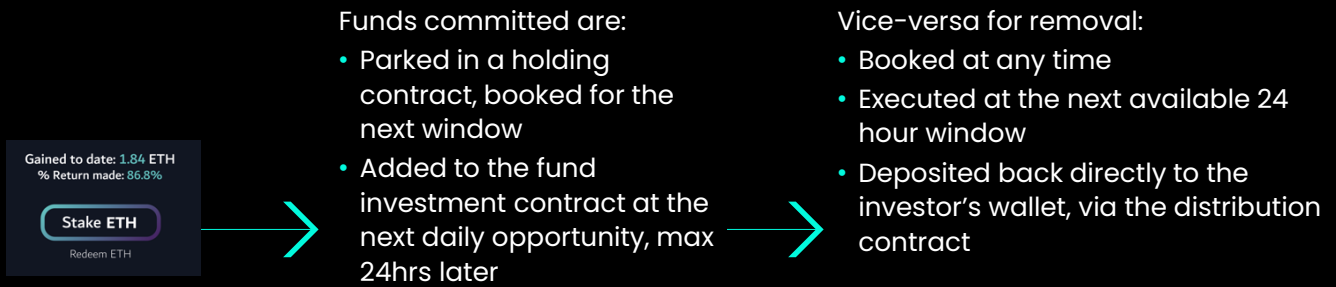 Gained to date: 1.84 ETH
% Return made: 86.8%
Stake ETH
Redeem ETH
Funds committed are:
• Parked in a holding
contract, booked for the
next window
• Added to the fund
investment contract at the
next daily opportunity, max
24hrs later
Vice-versa for removal:
• Booked at any time
• Executed at the next available 24
hour window
• Deposited back directly to the
investor’s wallet, via the distribution
contract